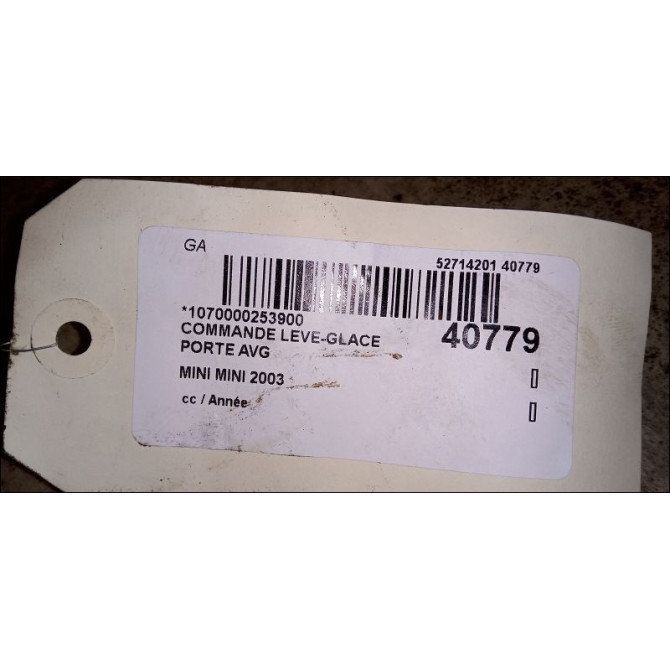 GA
52714201 40779
*1070000253900
COMMANDE LEVE-GLACE
40779
PORTE AVG
MINI MINI 2003
cc / Année